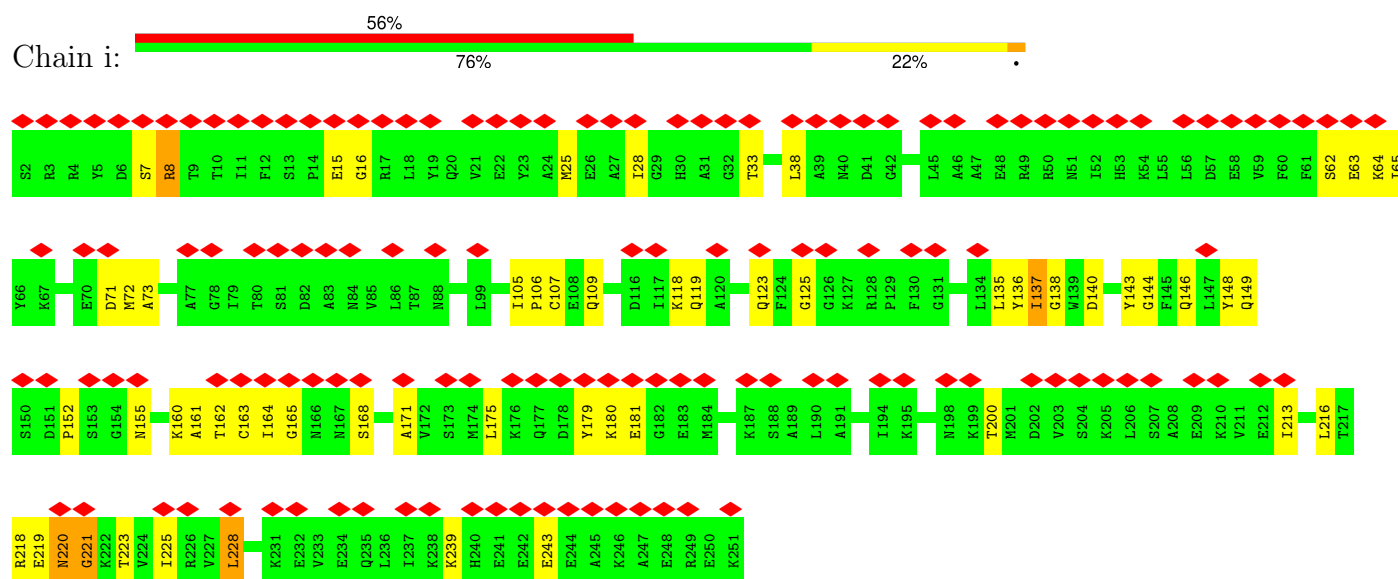 56%
Chain i:
76% 22% •
S2 R3 R4 Y5 D6 S7 R8 T9 T10 I11 F12 S13 P14 E15 G16 R17 L18 Y19 Q20 V21 E22 Y23 A24 M25 E26 A27 I28 G29 H30 A31 G32 T33 L38 A39 N40 D41 G42 L45 A46 A47 E48 R49 R50 N51 I52 H53 K54 L55 L56 D57 E58 V59 F60 F61 S62 E63 K64 I65
Y66 K67 E70 D71 M72 A73 A77 G78 I79 T80 S81 D82 A83 N84 V85 L86 T87 N88 L99 I105 P106 C107 E108 Q109 D116 I117 K118 Q119 A120 Q123 F124 G125 G126 K127 R128 P129 F130 G131 L134 L135 Y136 I137 G138 W139 D140 Y143 G144 F145 Q146 L147 Y148 Q149
S150 D151 P152 S153 G154 N155 K160 A161 T162 C163 I164 G165 N166 N167 S168 A171 V172 S173 M174 L175 K176 Q177 D178 Y179 K180 E181 G182 E183 M184 K187 S188 A189 L190 A191 I194 K195 N198 K199 T200 M201 D202 V203 S204 K205 L206 S207 A208 E209 K210 V211 E212 I213 L216 T217
R218 E219 N220 G221 K222 T223 V224 I225 R226 V227 L228 K231 E232 V233 E234 Q235 L236 I237 K238 K239 H240 E241 E242 E243 E244 A245 K246 A247 E248 R249 E250 K251